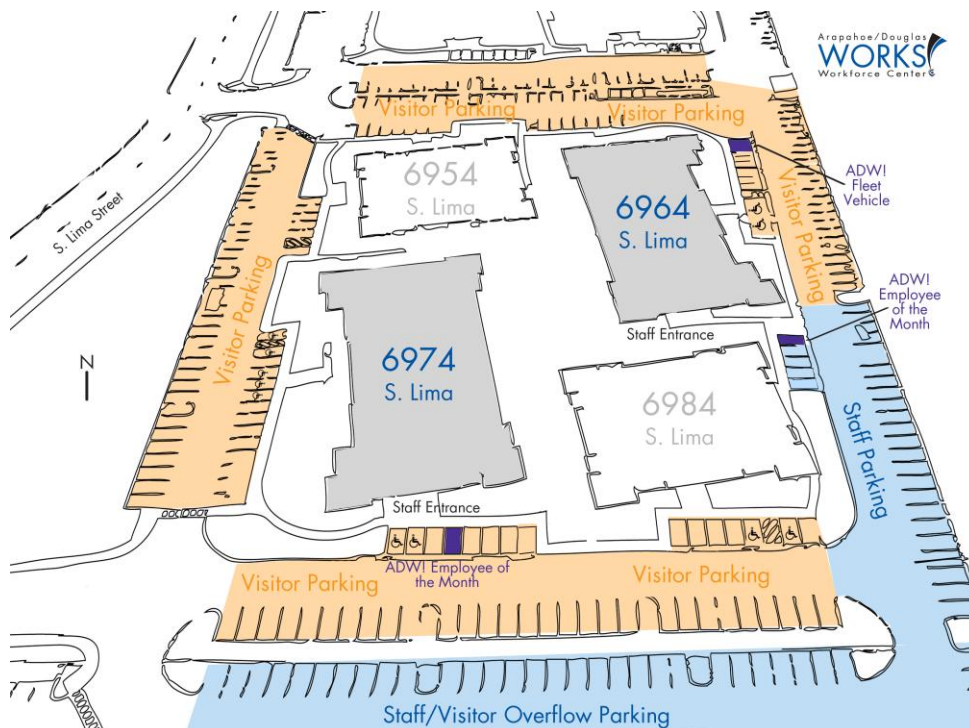 Arapahoe/Douglas
WORKS!
Workforce Center
Visitor Parking
Visitor Parking
6954
S. Lima
6964
S. Lima
ADW!
Fleet
Vehicle
Visitor Parking
S. Lima Street
Visitor Parking
ADW!
Employee
of the
Month
Staff Entrance
N
6974
S. Lima
6984
S. Lima
Staff Parking
Staff Entrance
ADW! Employee of
the Month
Visitor Parking
Visitor Parking
Staff/Visitor Overflow Parking